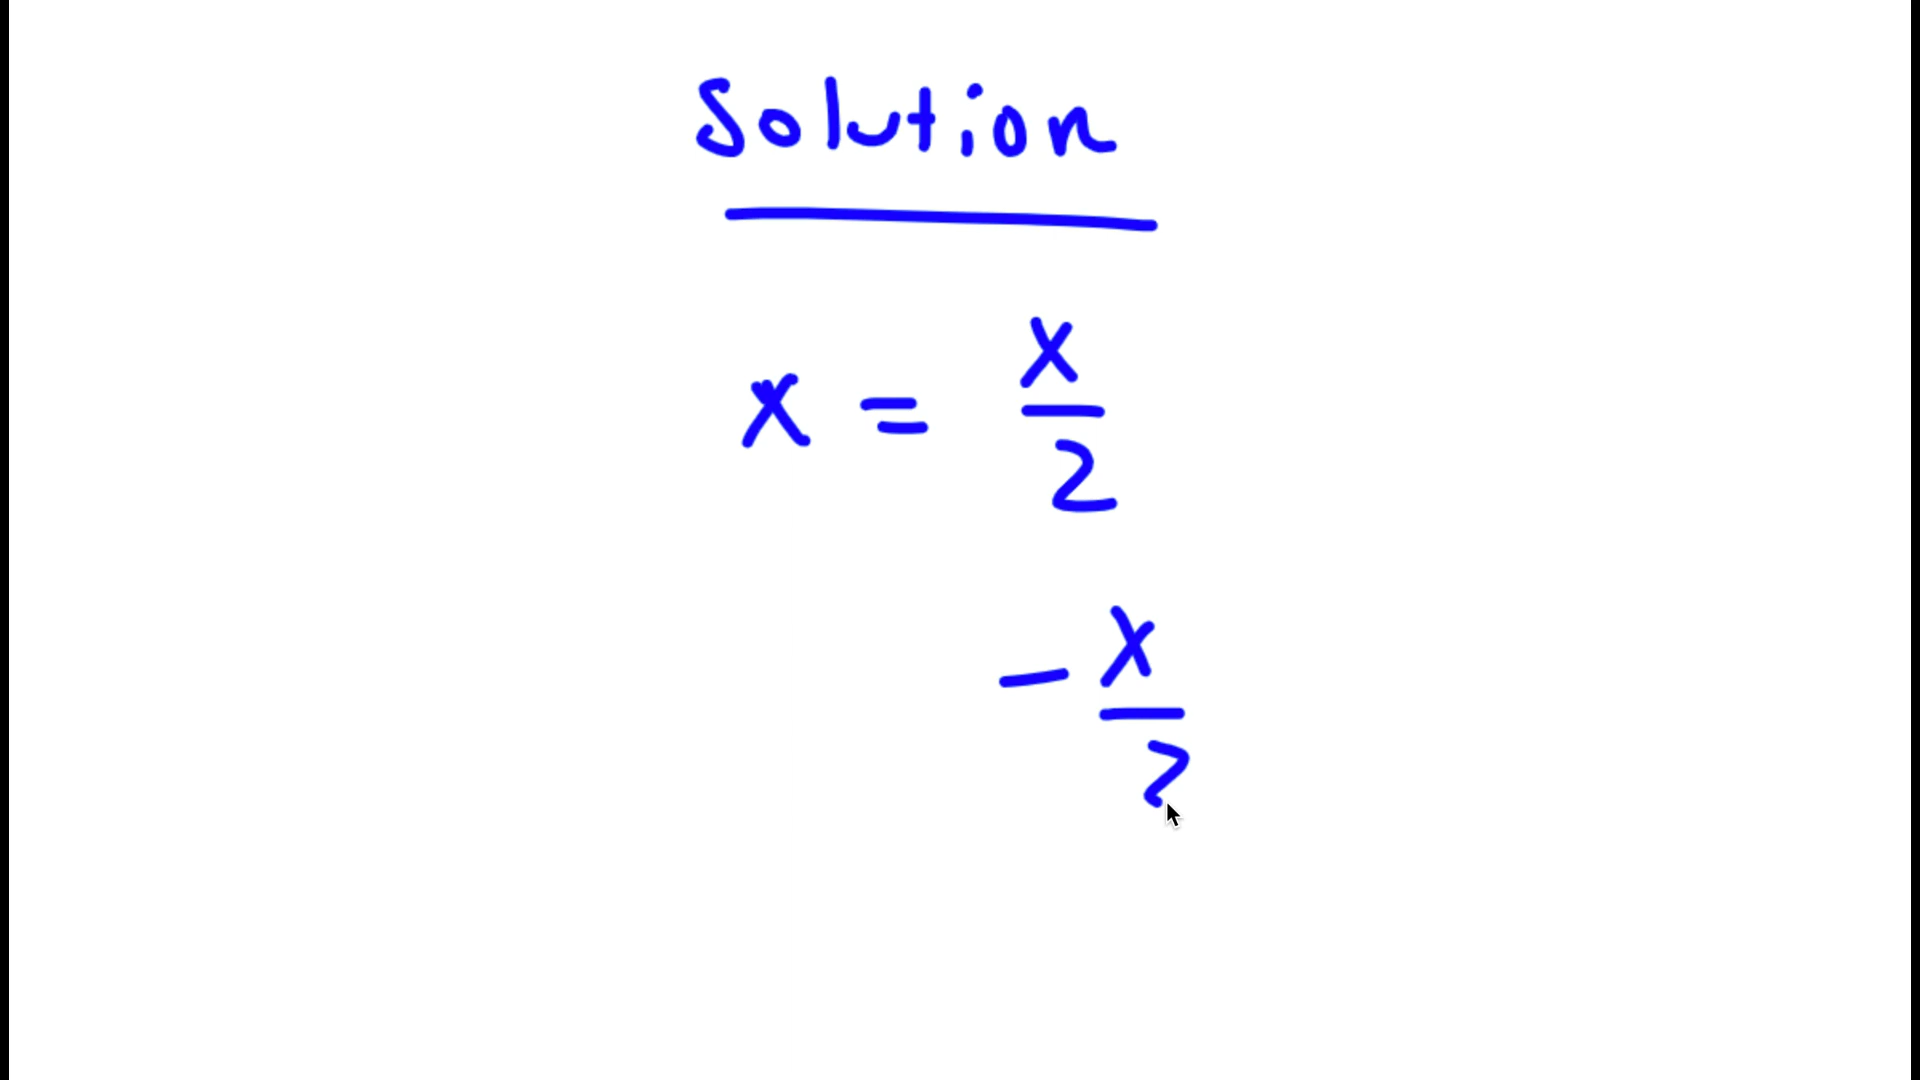 Solution
x = x/2
- x/2